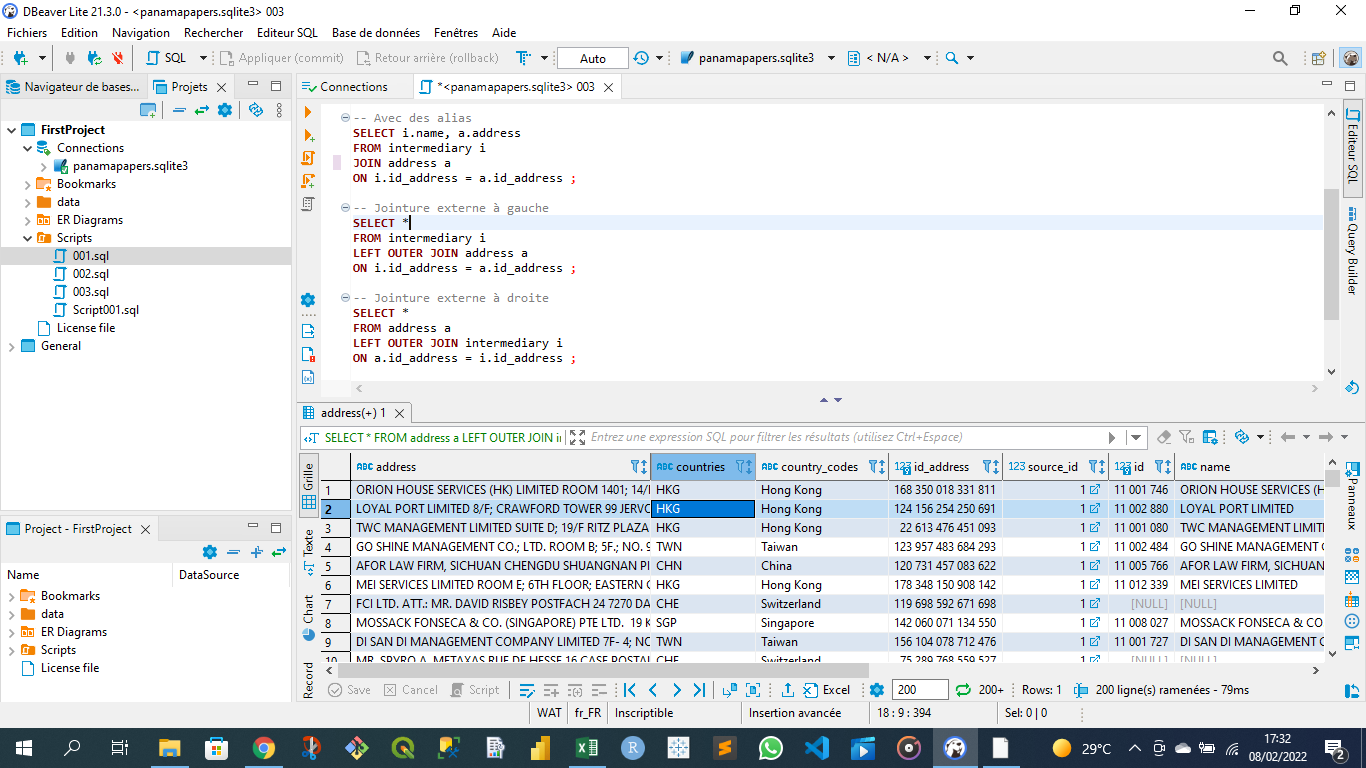 DBeaver Lite 21.3.0 - <panamapapers.sqlite3> 003
Fichiers Edition Navigation Rechercher Editeur SQL Base de données Fenêtres Aide
SQL Appliquer (commit) Retour arrière (rollback) Auto panamapapers.sqlite3 < N/A >
Navigateur de bases... Projets
FirstProject
Connections
panamapapers.sqlite3
Bookmarks
data
ER Diagrams
Scripts
001.sql
002.sql
003.sql
Script001.sql
License file
General
Project - FirstProject
Name DataSource
Bookmarks
data
ER Diagrams
Scripts
License file
Connections *<panamapapers.sqlite3> 003
-- Avec des alias
SELECT i.name, a.address
FROM intermediary i
JOIN address a
ON i.id_address = a.id_address ;
-- Jointure externe à gauche
SELECT *
FROM intermediary i
LEFT OUTER JOIN address a
ON i.id_address = a.id_address ;
-- Jointure externe à droite
SELECT *
FROM address a
LEFT OUTER JOIN intermediary i
ON a.id_address = i.id_address ;
Editeur SQL
Query Builder
address(+) 1
SELECT * FROM address a LEFT OUTER JOIN in Entrez une expression SQL pour filtrer les résultats (utilisez Ctrl+Espace)
Grille
Texte
Chart
Record
Panneaux
ABC address ABC countries ABC country_codes 123 id_address 123 source_id 123 id ABC name
1 ORION HOUSE SERVICES (HK) LIMITED ROOM 1401; 14/ HKG Hong Kong 168 350 018 331 811 1 11 001 746 ORION HOUSE SERVICES (H
2 LOYAL PORT LIMITED 8/F; CRAWFORD TOWER 99 JERVO HKG Hong Kong 124 156 254 250 691 1 11 002 880 LOYAL PORT LIMITED
3 TWC MANAGEMENT LIMITED SUITE D; 19/F RITZ PLAZA HKG Hong Kong 22 613 476 451 093 1 11 001 080 TWC MANAGEMENT LIMITED
4 GO SHINE MANAGEMENT CO.; LTD. ROOM B; 5F.; NO. 9 TWN Taiwan 123 957 483 684 293 1 11 002 484 GO SHINE MANAGEMENT C
5 AFOR LAW FIRM, SICHUAN CHENGDU SHUANGNAN PI CHN China 120 731 457 083 622 1 11 005 766 AFOR LAW FIRM, SICHUAN C
6 MEI SERVICES LIMITED ROOM E; 6TH FLOOR; EASTERN C HKG Hong Kong 178 348 150 908 142 1 11 012 339 MEI SERVICES LIMITED
7 FCI LTD. ATT.: MR. DAVID RISBEY POSTFACH 24 7270 DA CHE Switzerland 119 698 592 671 698 1 [NULL] [NULL]
8 MOSSACK FONSECA & CO. (SINGAPORE) PTE LTD. 19 K SGP Singapore 142 060 071 134 550 1 11 008 027 MOSSACK FONSECA & CO
9 DI SAN DI MANAGEMENT COMPANY LIMITED 7F- 4; NO TWN Taiwan 156 104 078 712 476 1 11 001 727 DI SAN DI MANAGEMENT C
10 MR. SPYRO A. METAXAS RUE DE HESSE 16 CASE POSTAL CHE Switzerland 75 289 768 559 527 1 [NULL] [NULL]
Save Cancel Script Excel 200 200+ Rows: 1 200 ligne(s) ramenées - 79ms
WAT fr_FR Inscriptible Insertion avancée 18 : 9 : 394 Sel: 0 | 0
29°C 17:32
08/02/2022
2